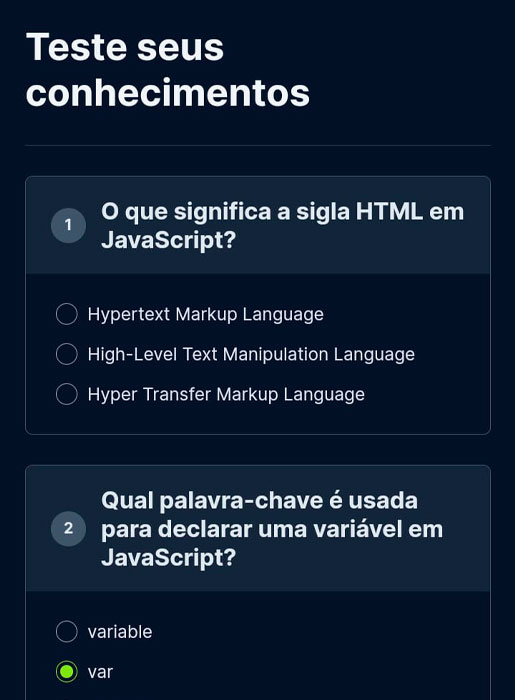 Teste seus
conhecimentos
1
O que significa a sigla HTML em
JavaScript?
Hypertext Markup Language
High-Level Text Manipulation Language
Hyper Transfer Markup Language
2
Qual palavra-chave é usada
para declarar uma variável em
JavaScript?
variable
var